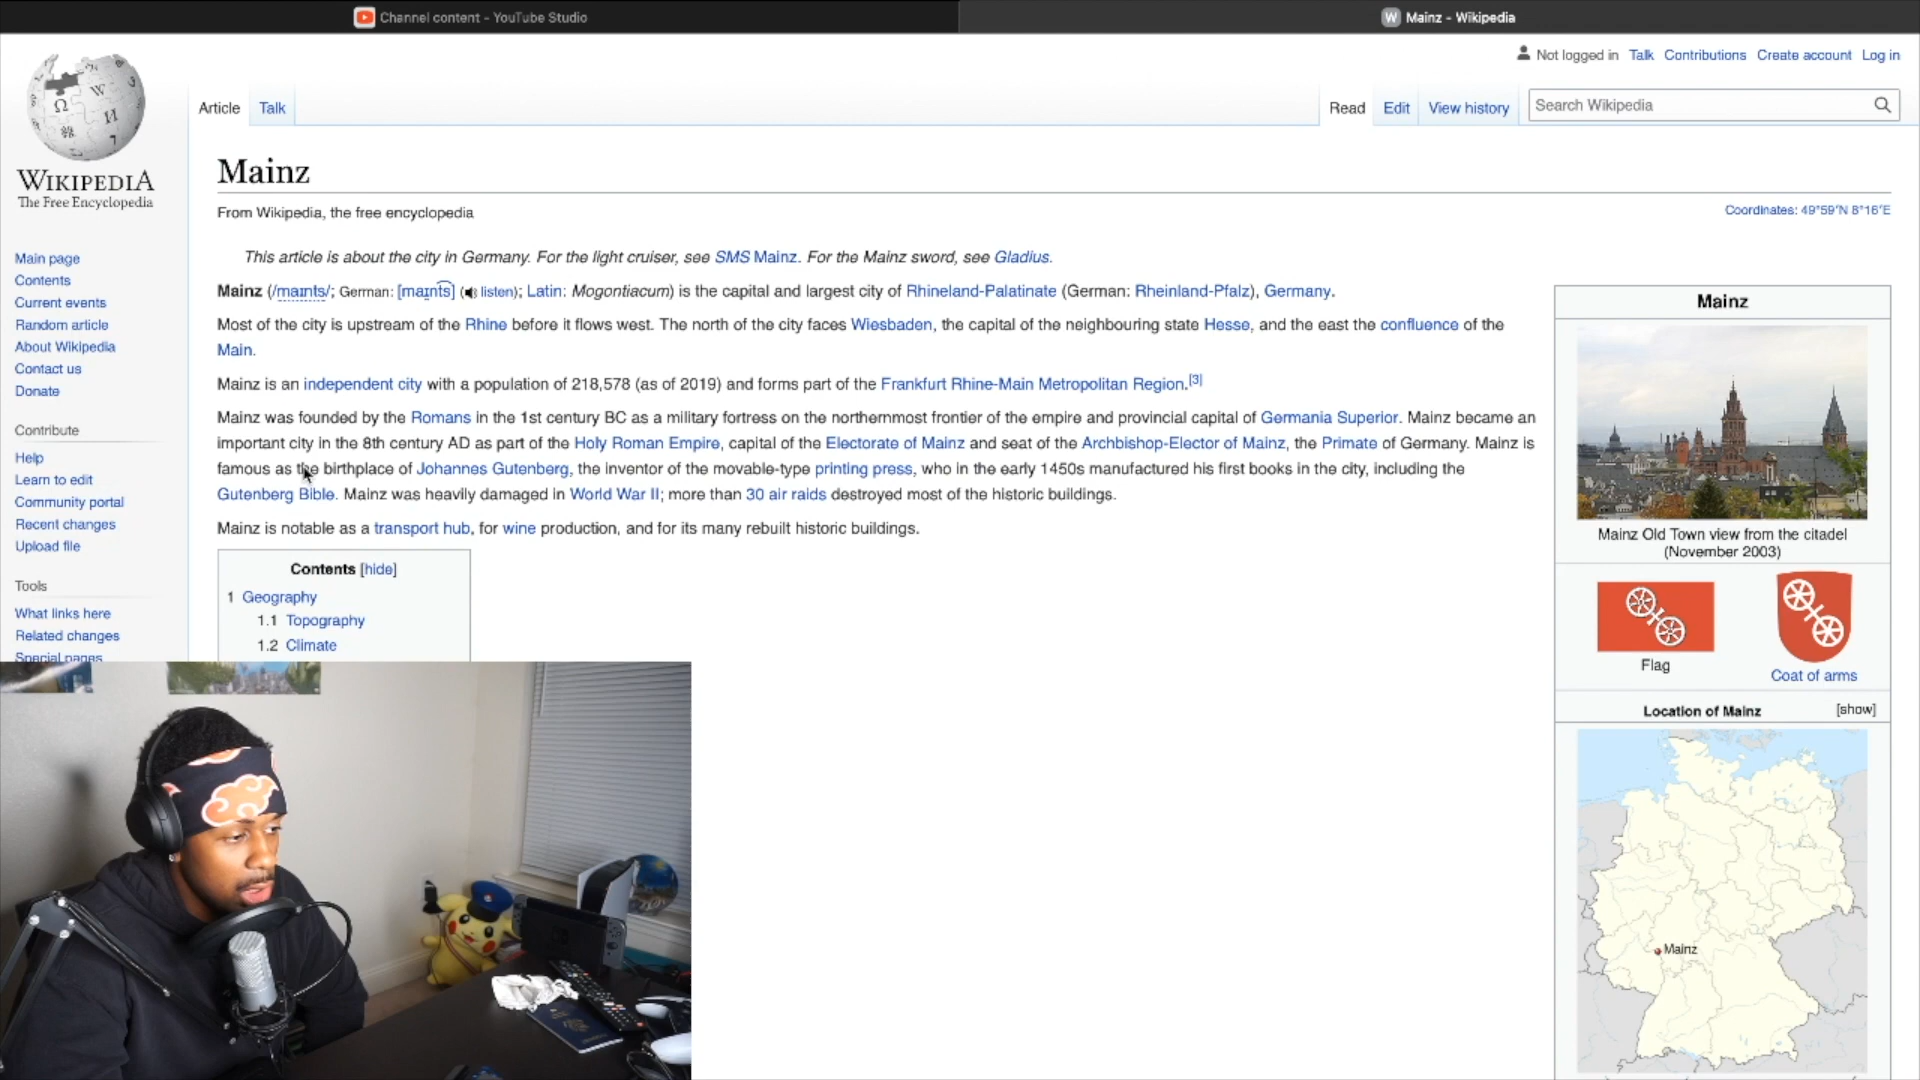 Channel content - YouTube Studio
Mainz - Wikipedia
Not logged in Talk Contributions Create account Log in
Article Talk
Read Edit View history
Search Wikipedia
WIKIPEDIA
The Free Encyclopedia
Main page
Contents
Current events
Random article
About Wikipedia
Contact us
Donate
Contribute
Help
Learn to edit
Community portal
Recent changes
Upload file
Tools
What links here
Related changes
Special pages
Mainz
From Wikipedia, the free encyclopedia
Coordinates: 49°59′N 8°16′E
This article is about the city in Germany. For the light cruiser, see SMS Mainz. For the Mainz sword, see Gladius.
Mainz (/maɪnts/; German: [maɪnt͡s] (listen); Latin: Mogontiacum) is the capital and largest city of Rhineland-Palatinate (German: Rheinland-Pfalz), Germany.
Most of the city is upstream of the Rhine before it flows west. The north of the city faces Wiesbaden, the capital of the neighbouring state Hesse, and the east the confluence of the
Main.
Mainz is an independent city with a population of 218,578 (as of 2019) and forms part of the Frankfurt Rhine-Main Metropolitan Region.[3]
Mainz was founded by the Romans in the 1st century BC as a military fortress on the northernmost frontier of the empire and provincial capital of Germania Superior. Mainz became an
important city in the 8th century AD as part of the Holy Roman Empire, capital of the Electorate of Mainz and seat of the Archbishop-Elector of Mainz, the Primate of Germany. Mainz is
famous as the birthplace of Johannes Gutenberg, the inventor of the movable-type printing press, who in the early 1450s manufactured his first books in the city, including the
Gutenberg Bible. Mainz was heavily damaged in World War II; more than 30 air raids destroyed most of the historic buildings.
Mainz is notable as a transport hub, for wine production, and for its many rebuilt historic buildings.
Contents [hide]
1 Geography
1.1 Topography
1.2 Climate
Mainz
Mainz Old Town view from the citadel
(November 2003)
Flag
Coat of arms
Location of Mainz [show]
Mainz